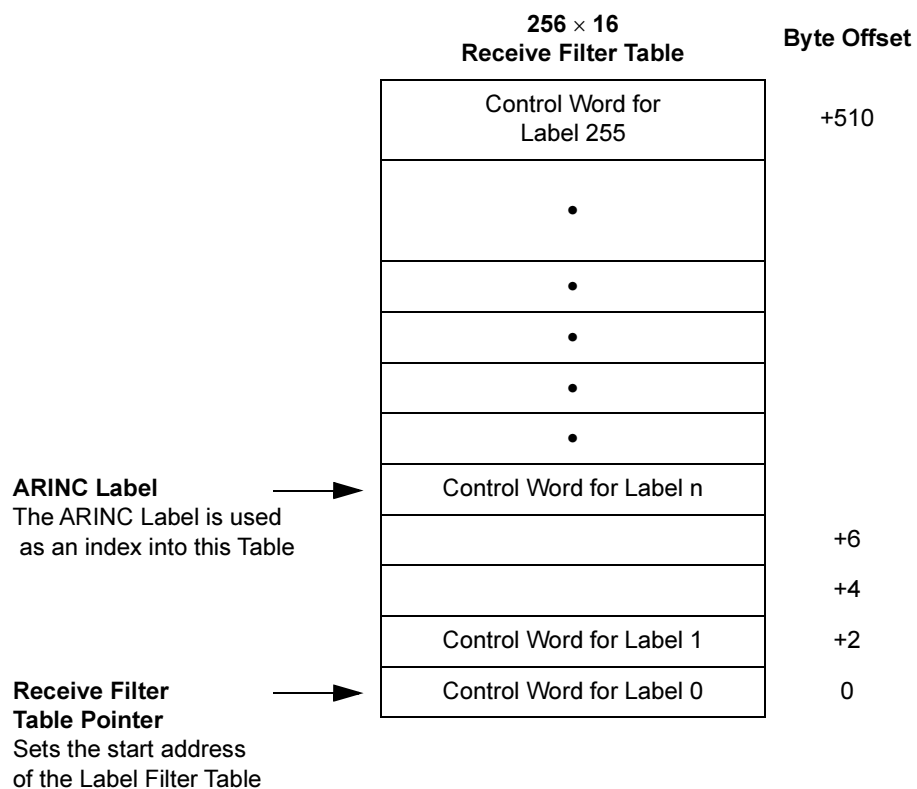 256 × 16
Receive Filter Table
Byte Offset
Control Word for
Label 255
+510
•
•
•
•
•
ARINC Label
The ARINC Label is used
as an index into this Table
Control Word for Label n
+6
+4
Control Word for Label 1
+2
Receive Filter
Table Pointer
Sets the start address
of the Label Filter Table
Control Word for Label 0
0